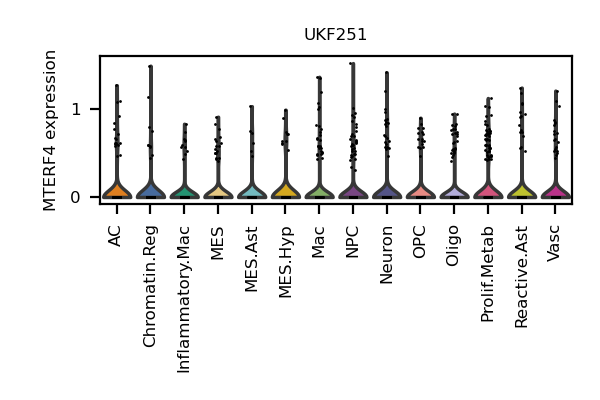 UKF251
MTERF4 expression
1
0
AC
Chromatin.Reg
Inflammatory.Mac
MES
MES.Ast
MES.Hyp
Mac
NPC
Neuron
OPC
Oligo
Prolif.Metab
Reactive.Ast
Vasc